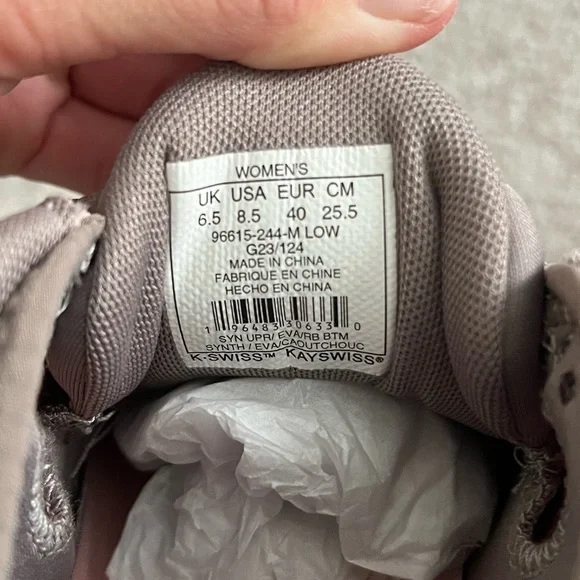 WOMEN'S
UK USA EUR CM
6.5 8.5 40 25.5
96615-244-M LOW
G23/124
MADE IN CHINA
FABRIQUE EN CHINE
HECHO EN CHINA
1 96483 30633 0
SYN UPR/ EVA/RB BTM
SYNTH / EVA/CAOUTCHOUC
K-SWISS™ KAYSWISS®